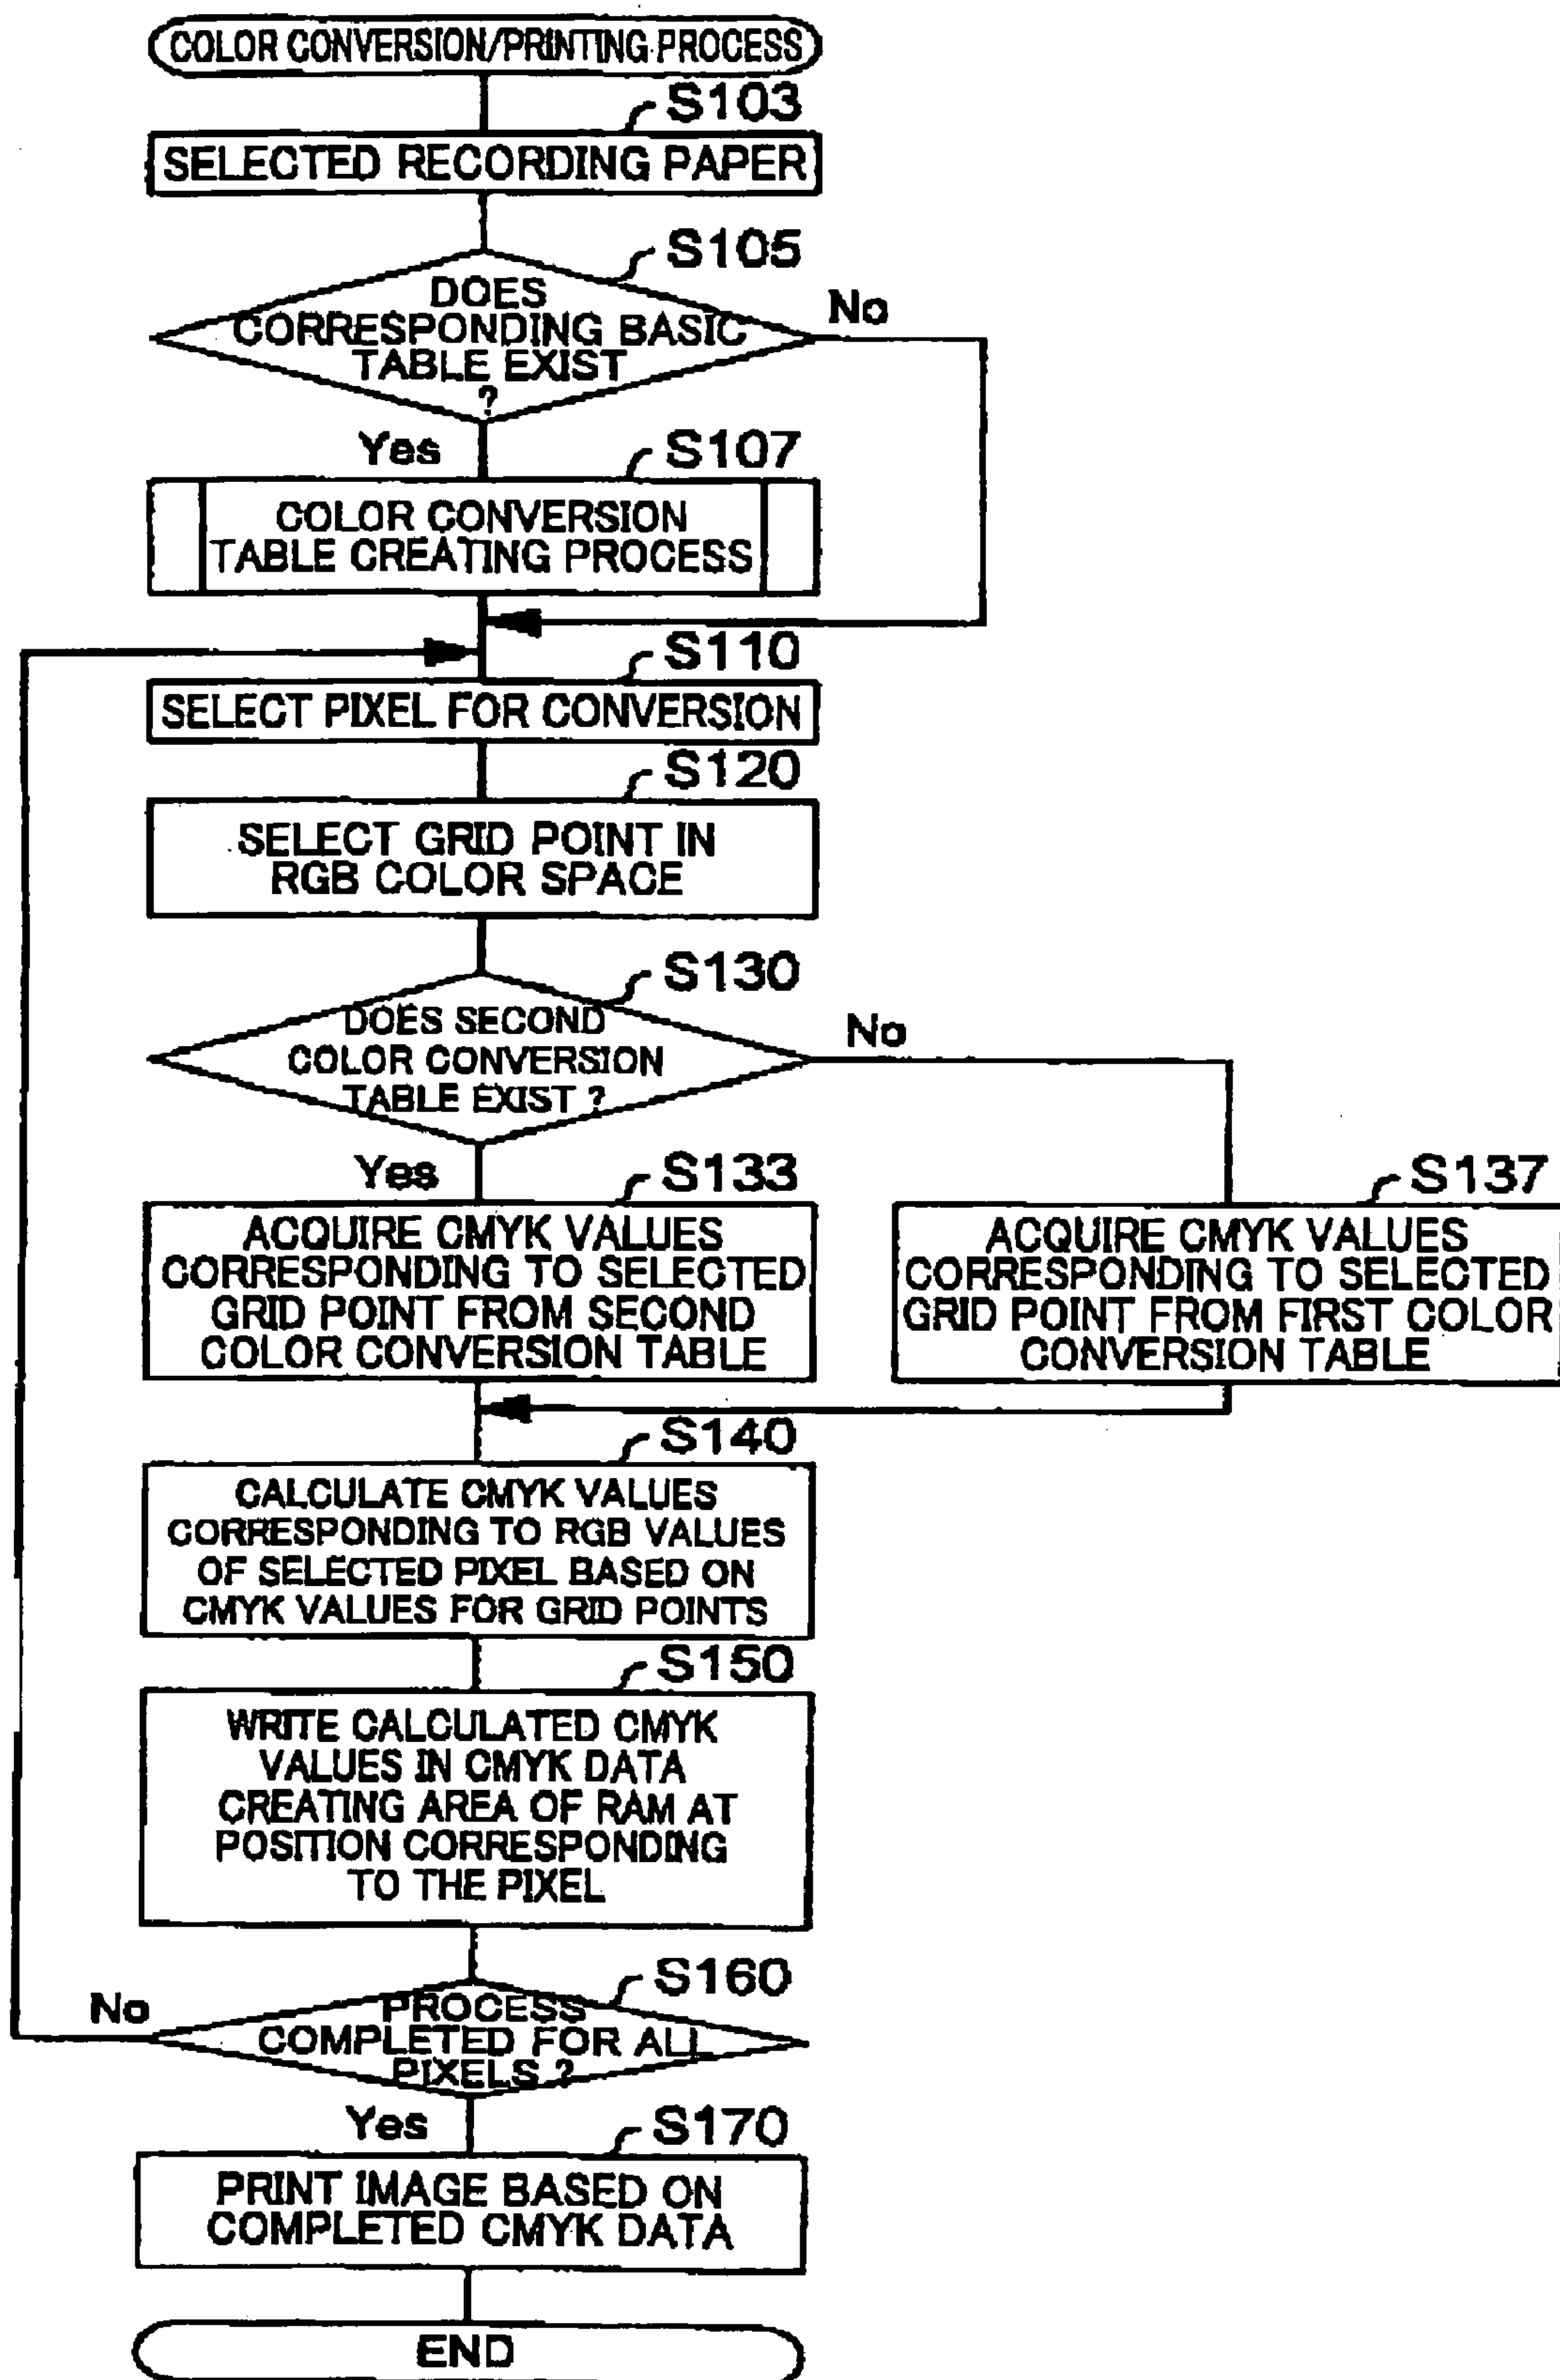 COLOR CONVERSION/PRINTING PROCESS
S103
SELECTED RECORDING PAPER
S105
DOES
CORRESPONDING BASIC
TABLE EXIST
?
No
Yes
S107
COLOR CONVERSION
TABLE CREATING PROCESS
S110
SELECT PIXEL FOR CONVERSION
S120
SELECT GRID POINT IN
RGB COLOR SPACE
S130
DOES SECOND
COLOR CONVERSION
TABLE EXIST ?
No
Yes
S133
ACQUIRE CMYK VALUES
CORRESPONDING TO SELECTED
GRID POINT FROM SECOND
COLOR CONVERSION TABLE
S137
ACQUIRE CMYK VALUES
CORRESPONDING TO SELECTED
GRID POINT FROM FIRST COLOR
CONVERSION TABLE
S140
CALCULATE CMYK VALUES
CORRESPONDING TO RGB VALUES
OF SELECTED PIXEL BASED ON
CMYK VALUES FOR GRID POINTS
S150
WRITE CALCULATED CMYK
VALUES IN CMYK DATA
CREATING AREA OF RAM AT
POSITION CORRESPONDING
TO THE PIXEL
S160
PROCESS
COMPLETED FOR ALL
PIXELS ?
No
Yes
S170
PRINT IMAGE BASED ON
COMPLETED CMYK DATA
END